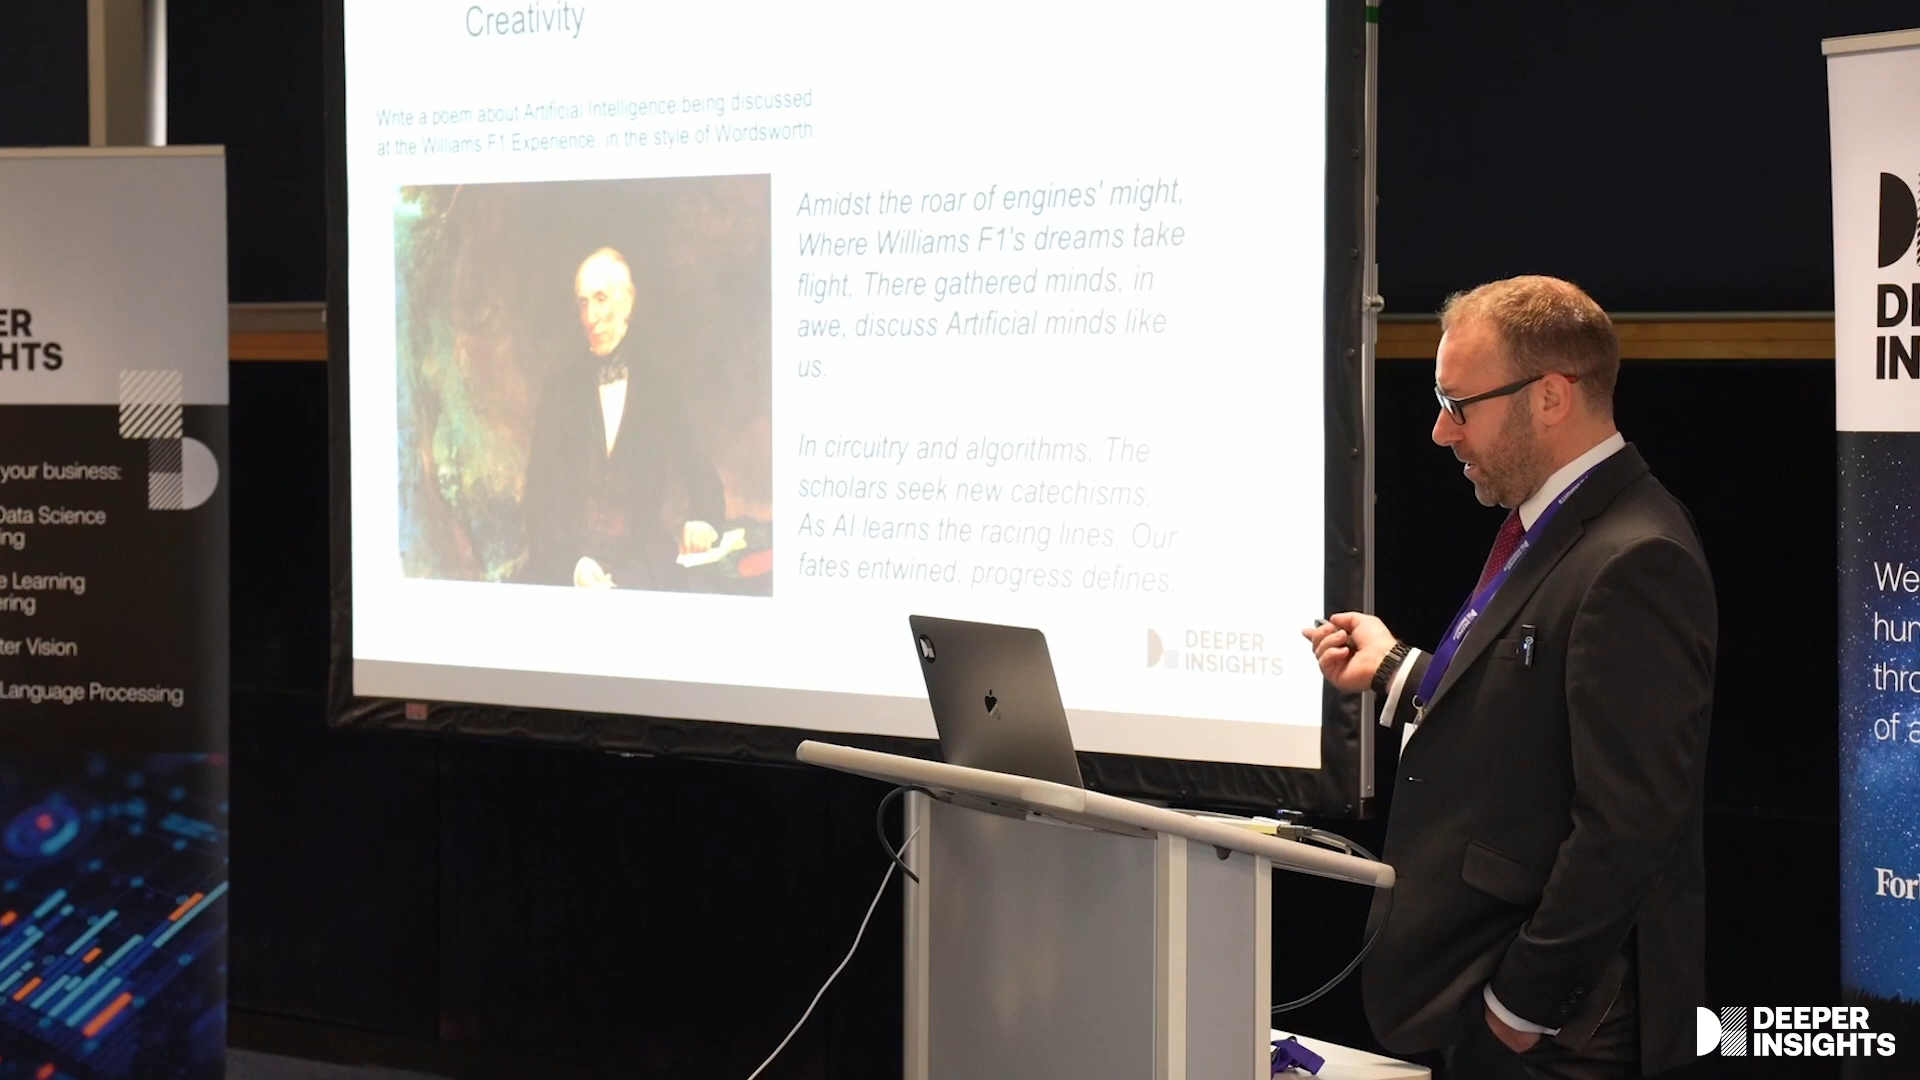 Creativity
Write a poem about Artificial Intelligence being discussed
at the Williams F1 Experience, in the style of Wordsworth.
Amidst the roar of engines' might,
Where Williams F1's dreams take
flight, There gathered minds, in
awe, discuss Artificial minds like
us.
In circuitry and algorithms, The
scholars seek new catechisms,
As AI learns the racing lines, Our
fates entwined, progress defines.
DEEPER
INSIGHTS
ER
HTS
your business:
Data Science
ing
e Learning
ering
ter Vision
Language Processing
DE
IN
We
hum
thro
of a
For
DEEPER
INSIGHTS